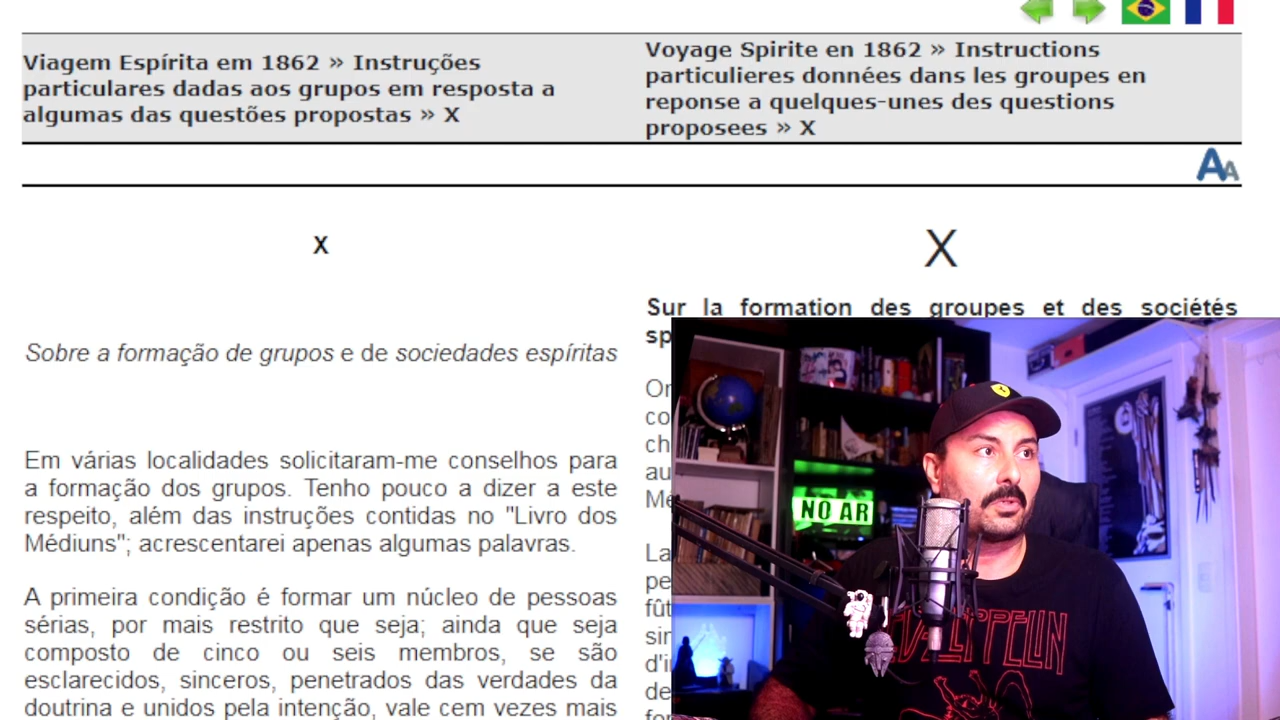 Viagem Espírita em 1862 » Instruções
particulares dadas aos grupos em resposta a
algumas das questões propostas » X
Voyage Spirite en 1862 » Instructions
particulieres données dans les groupes en
reponse a quelques-unes des questions
proposees » X
AA
X
Sobre a formação de grupos e de sociedades espíritas
Em várias localidades solicitaram-me conselhos para
a formação dos grupos. Tenho pouco a dizer a este
respeito, além das instruções contidas no "Livro dos
Médiuns"; acrescentarei apenas algumas palavras.
A primeira condição é formar um núcleo de pessoas
sérias, por mais restrito que seja; ainda que seja
composto de cinco ou seis membros, se são
esclarecidos, sinceros, penetrados das verdades da
doutrina e unidos pela intenção, vale cem vezes mais
X
Sur la formation des groupes et des sociétés
NO AR
LED ZEPPELIN